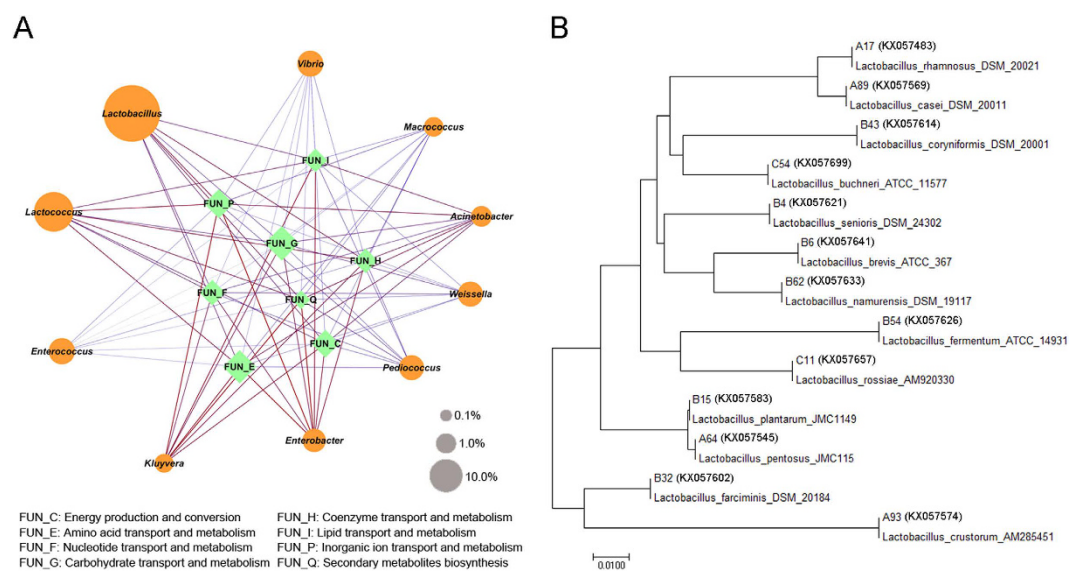 A
Vibrio
Lactobacillus
Macrococcus
FUN_I
FUN_P
Lactococcus
Acinetobacter
FUN_G
FUN_H
FUN_F
FUN_Q
Weissella
Enterococcus
FUN_C
FUN_E
Pediococcus
Enterobacter
Kluyvera
0.1%
1.0%
10.0%
FUN_C: Energy production and conversion
FUN_E: Amino acid transport and metabolism
FUN_F: Nucleotide transport and metabolism
FUN_G: Carbohydrate transport and metabolism
FUN_H: Coenzyme transport and metabolism
FUN_I: Lipid transport and metabolism
FUN_P: Inorganic ion transport and metabolism
FUN_Q: Secondary metabolites biosynthesis
B
A17 (KX057483)
Lactobacillus_rhamnosus_DSM_20021
A89 (KX057569)
Lactobacillus_casei_DSM_20011
B43 (KX057614)
Lactobacillus_coryniformis_DSM_20001
C54 (KX057699)
Lactobacillus_buchneri_ATCC_11577
B4 (KX057621)
Lactobacillus_senioris_DSM_24302
B6 (KX057641)
Lactobacillus_brevis_ATCC_367
B62 (KX057633)
Lactobacillus_namurensis_DSM_19117
B54 (KX057626)
Lactobacillus_fermentum_ATCC_14931
C11 (KX057657)
Lactobacillus_rossiae_AM920330
B15 (KX057583)
Lactobacillus_plantarum_JMC1149
A64 (KX057545)
Lactobacillus_pentosus_JMC115
B32 (KX057602)
Lactobacillus_farciminis_DSM_20184
A93 (KX057574)
Lactobacillus_crustorum_AM285451
0.0100